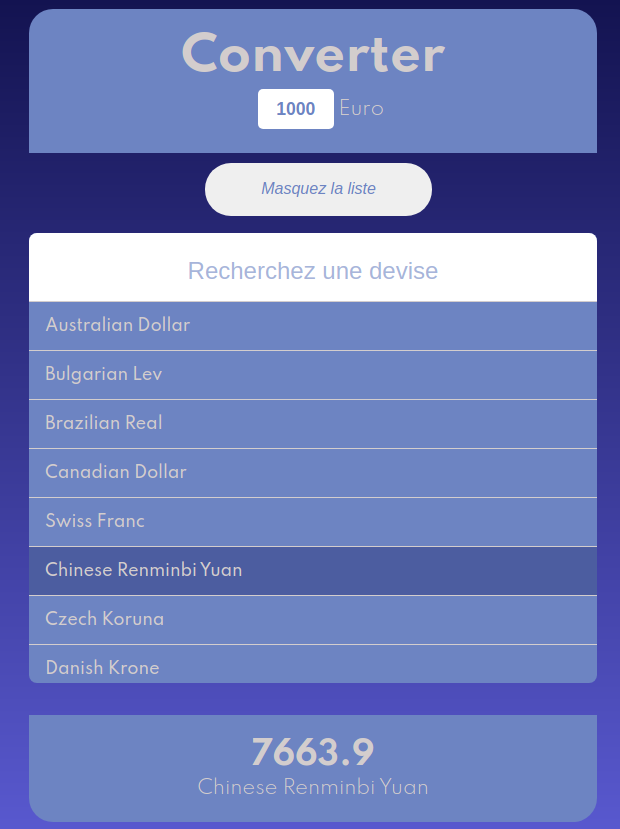 Converter
1000 Euro
Masquez la liste
Recherchez une devise
Australian Dollar
Bulgarian Lev
Brazilian Real
Canadian Dollar
Swiss Franc
Chinese Renminbi Yuan
Czech Koruna
Danish Krone
7663.9
Chinese Renminbi Yuan